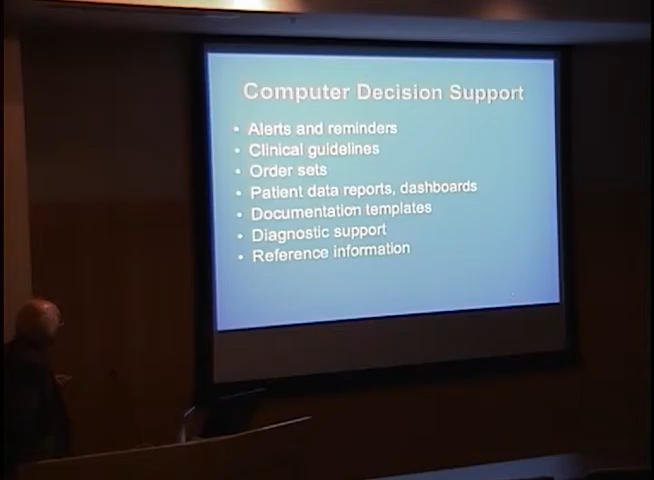 Computer Decision Support
• Alerts and reminders
• Clinical guidelines
• Order sets
• Patient data reports, dashboards
• Documentation templates
• Diagnostic support
• Reference information